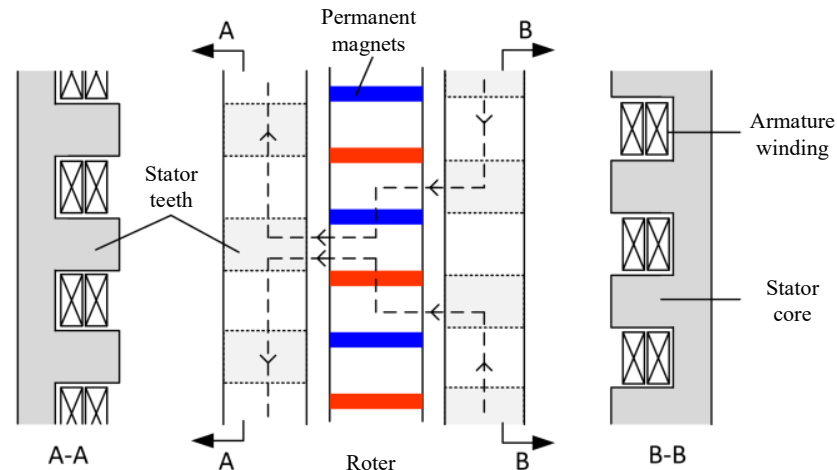 Permanent
magnets
A
B
Armature
winding
Stator
teeth
Stator
core
A-A
A
Roter
B
B-B